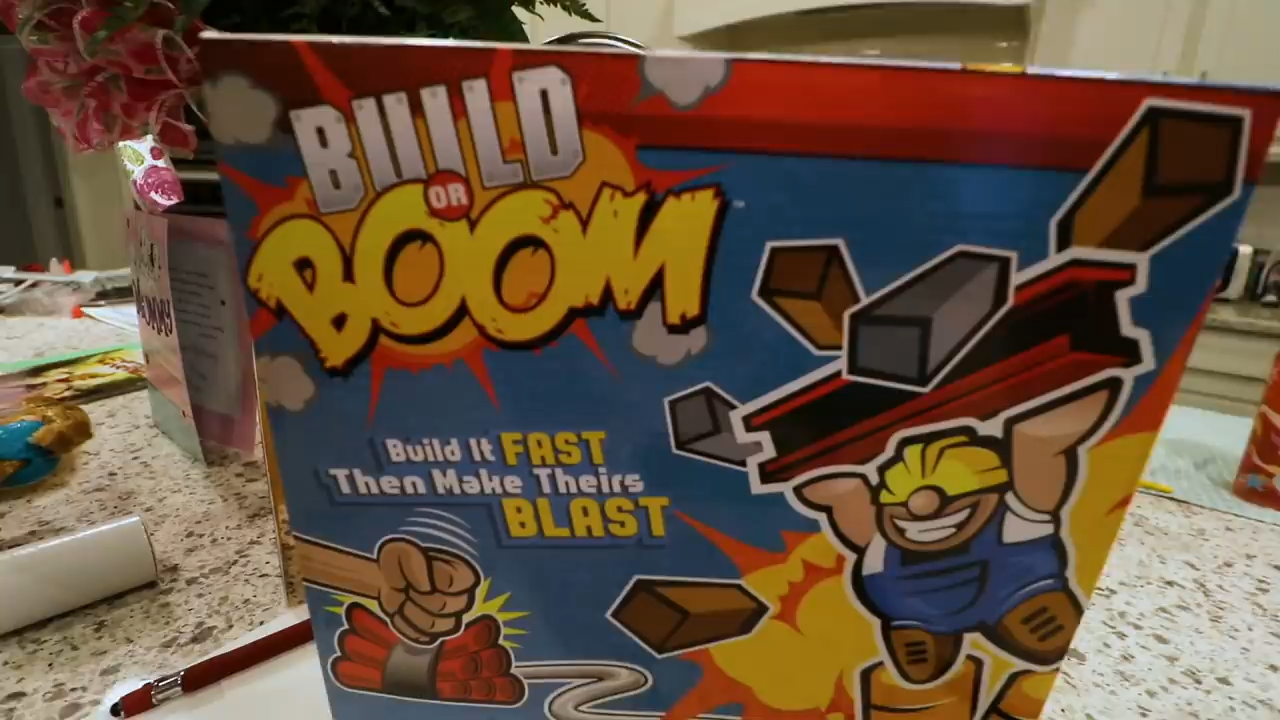 BUILD
OR
BOOM
Build It FAST
Then Make Theirs
BLAST